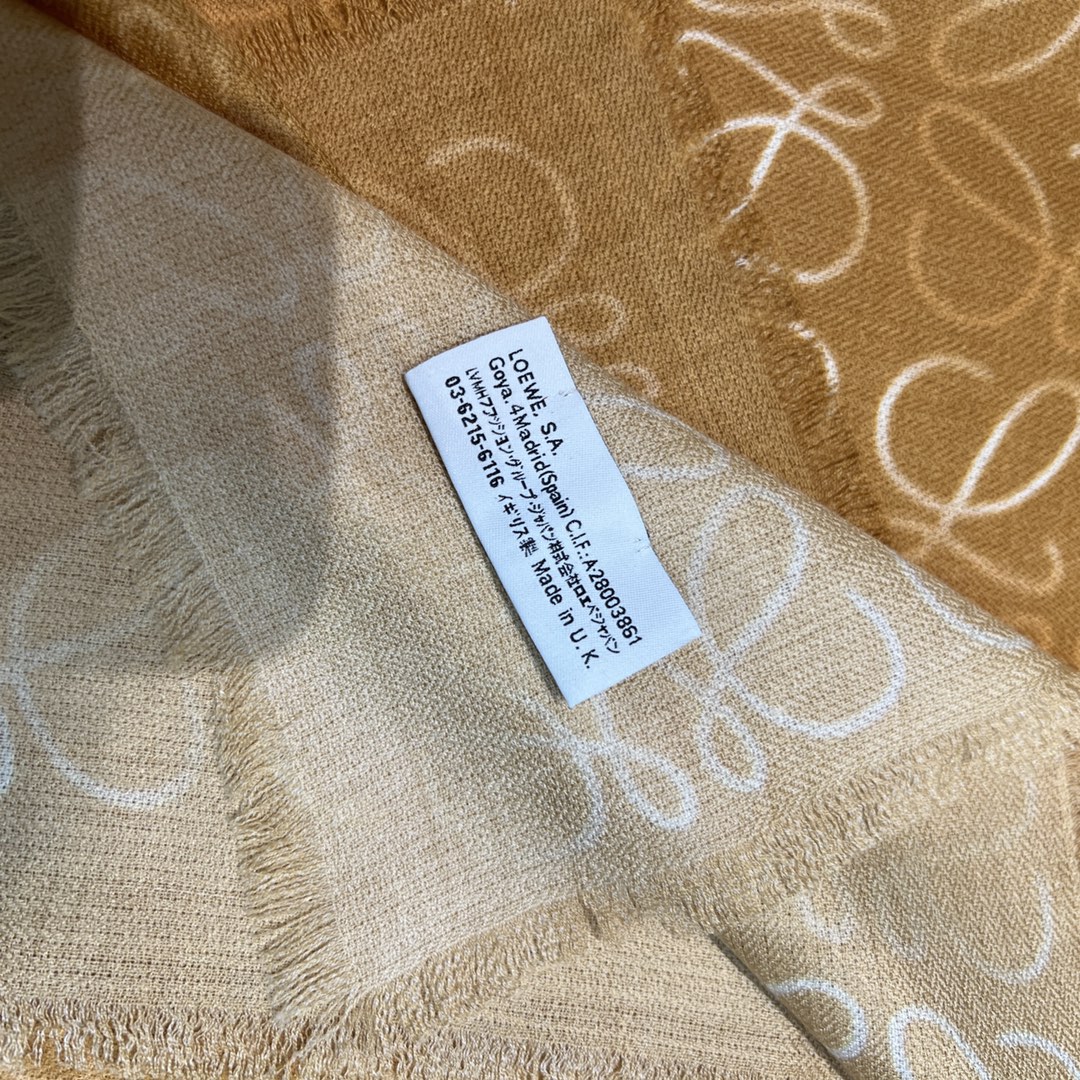 LOEWE, S.A.
Goya. 4Madrid(Spain) C.I.F.:A-28003861
LVMHファッション・グループ・ジャパン株式会社ロエベジャパン
03-6215-6116 イギリス製 Made in U.K.